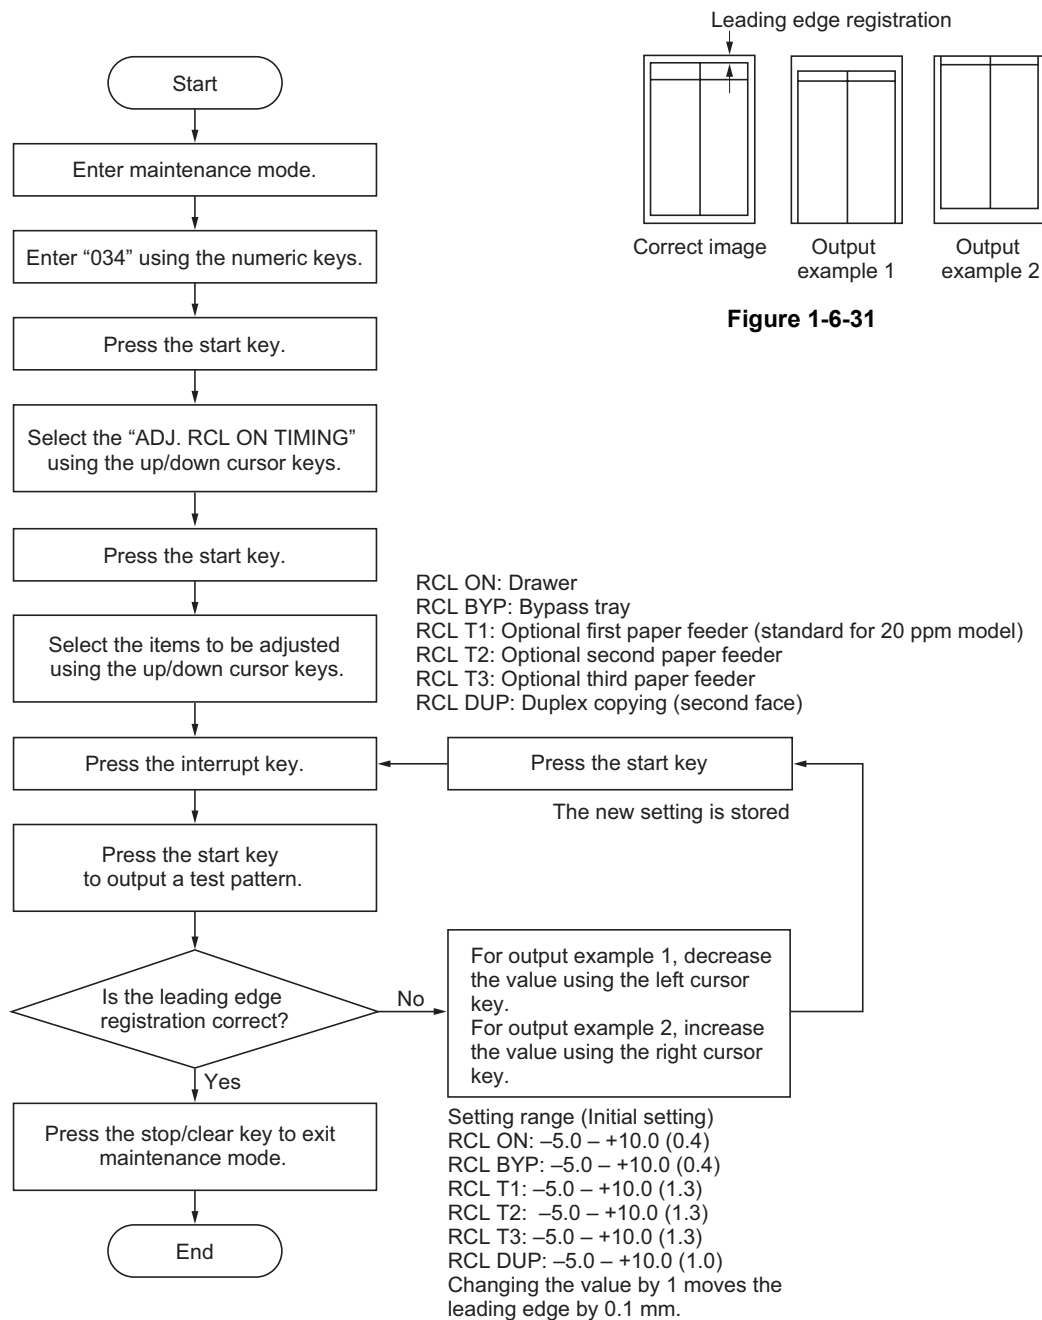 Leading edge registration
Correct image
Output
example 1
Output
example 2
Figure 1-6-31
Start
Enter maintenance mode.
Enter “034” using the numeric keys.
Press the start key.
Select the “ADJ. RCL ON TIMING”
using the up/down cursor keys.
Press the start key.
Select the items to be adjusted
using the up/down cursor keys.
RCL ON: Drawer
RCL BYP: Bypass tray
RCL T1: Optional first paper feeder (standard for 20 ppm model)
RCL T2: Optional second paper feeder
RCL T3: Optional third paper feeder
RCL DUP: Duplex copying (second face)
Press the interrupt key.
Press the start key
The new setting is stored
Press the start key
to output a test pattern.
Is the leading edge
registration correct?
No
For output example 1, decrease
the value using the left cursor
key.
For output example 2, increase
the value using the right cursor
key.
Yes
Setting range (Initial setting)
RCL ON: –5.0 – +10.0 (0.4)
RCL BYP: –5.0 – +10.0 (0.4)
RCL T1: –5.0 – +10.0 (1.3)
RCL T2: –5.0 – +10.0 (1.3)
RCL T3: –5.0 – +10.0 (1.3)
RCL DUP: –5.0 – +10.0 (1.0)
Changing the value by 1 moves the
leading edge by 0.1 mm.
Press the stop/clear key to exit
maintenance mode.
End